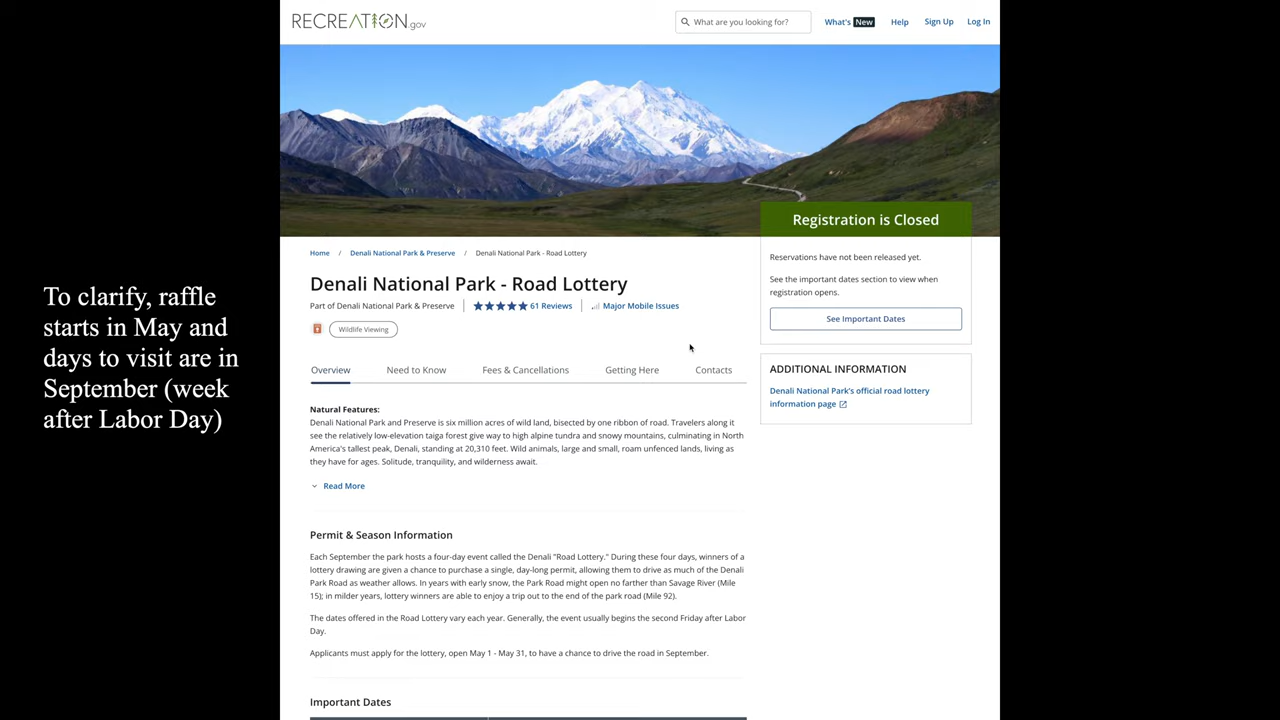 RECREATION.gov
What are you looking for?
What's New
Help
Sign Up
Log In
To clarify, raffle
starts in May and
days to visit are in
September (week
after Labor Day)
Registration is Closed
Reservations have not been released yet.
See the important dates section to view when
registration opens.
See Important Dates
ADDITIONAL INFORMATION
Denali National Park's official road lottery
information page
Home / Denali National Park & Preserve / Denali National Park - Road Lottery
Denali National Park - Road Lottery
Part of Denali National Park & Preserve
61 Reviews
Major Mobile Issues
Wildlife Viewing
Overview
Need to Know
Fees & Cancellations
Getting Here
Contacts
Natural Features:
Denali National Park and Preserve is six million acres of wild land, bisected by one ribbon of road. Travelers along it
see the relatively low-elevation taiga forest give way to high alpine tundra and snowy mountains, culminating in North
America's tallest peak, Denali, standing at 20,310 feet. Wild animals, large and small, roam unfenced lands, living as
they have for ages. Solitude, tranquility, and wilderness await.
Read More
Permit & Season Information
Each September the park hosts a four-day event called the Denali "Road Lottery." During these four days, winners of a
lottery drawing are given a chance to purchase a single, day-long permit, allowing them to drive as much of the Denali
Park Road as weather allows. In years with early snow, the Park Road might open no farther than Savage River (Mile
15); in milder years, lottery winners are able to enjoy a trip out to the end of the park road (Mile 92).
The dates offered in the Road Lottery vary each year. Generally, the event usually begins the second Friday after Labor
Day.
Applicants must apply for the lottery, open May 1 - May 31, to have a chance to drive the road in September.
Important Dates